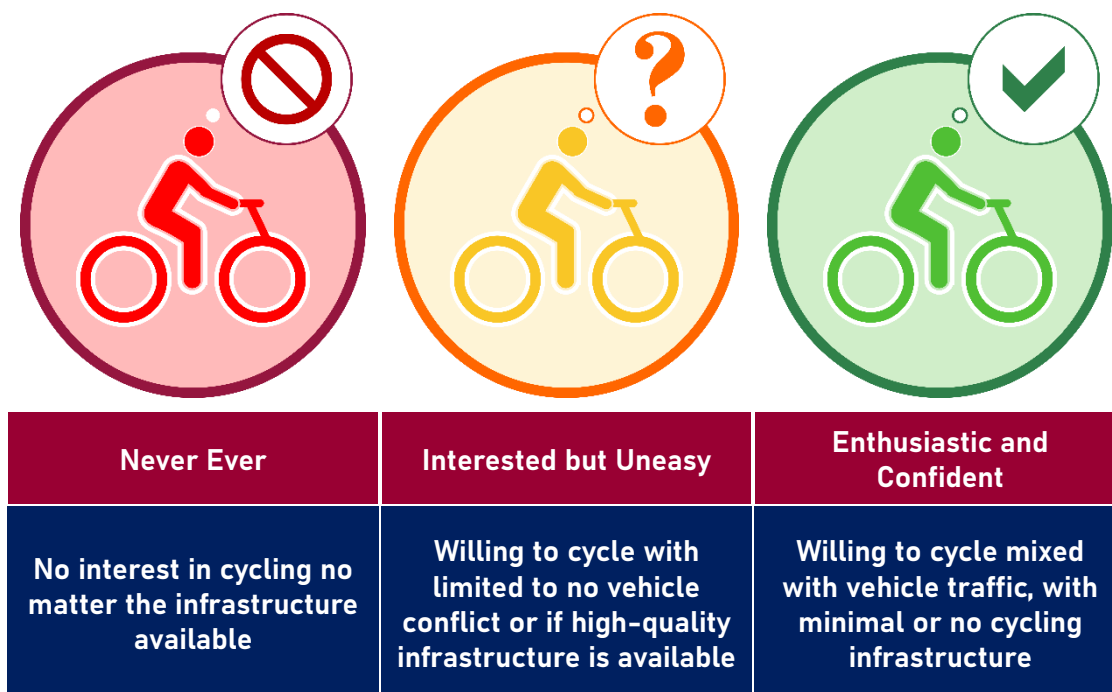 ?
Never Ever
Interested but Uneasy
Enthusiastic and
Confident
No interest in cycling no
matter the infrastructure
available
Willing to cycle with
limited to no vehicle
conflict or if high-quality
infrastructure is available
Willing to cycle mixed
with vehicle traffic, with
minimal or no cycling
infrastructure